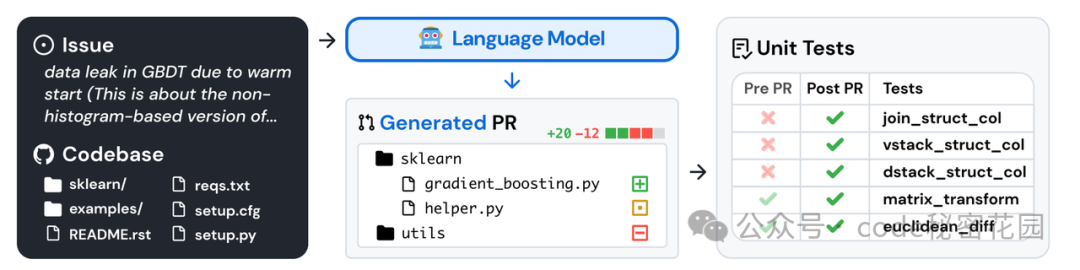 Issue
data leak in GBDT due to warm
start (This is about the non-
histogram-based version of...
Codebase
sklearn/
reqs.txt
examples/
setup.cfg
README.rst
setup.py
Language Model
Generated PR
+20 -12
sklearn
gradient_boosting.py
helper.py
utils
Unit Tests
Pre PR Post PR Tests
join_struct_col
vstack_struct_col
dstack_struct_col
matrix_transform
euclidean_diff
公众号 · code秘密花园